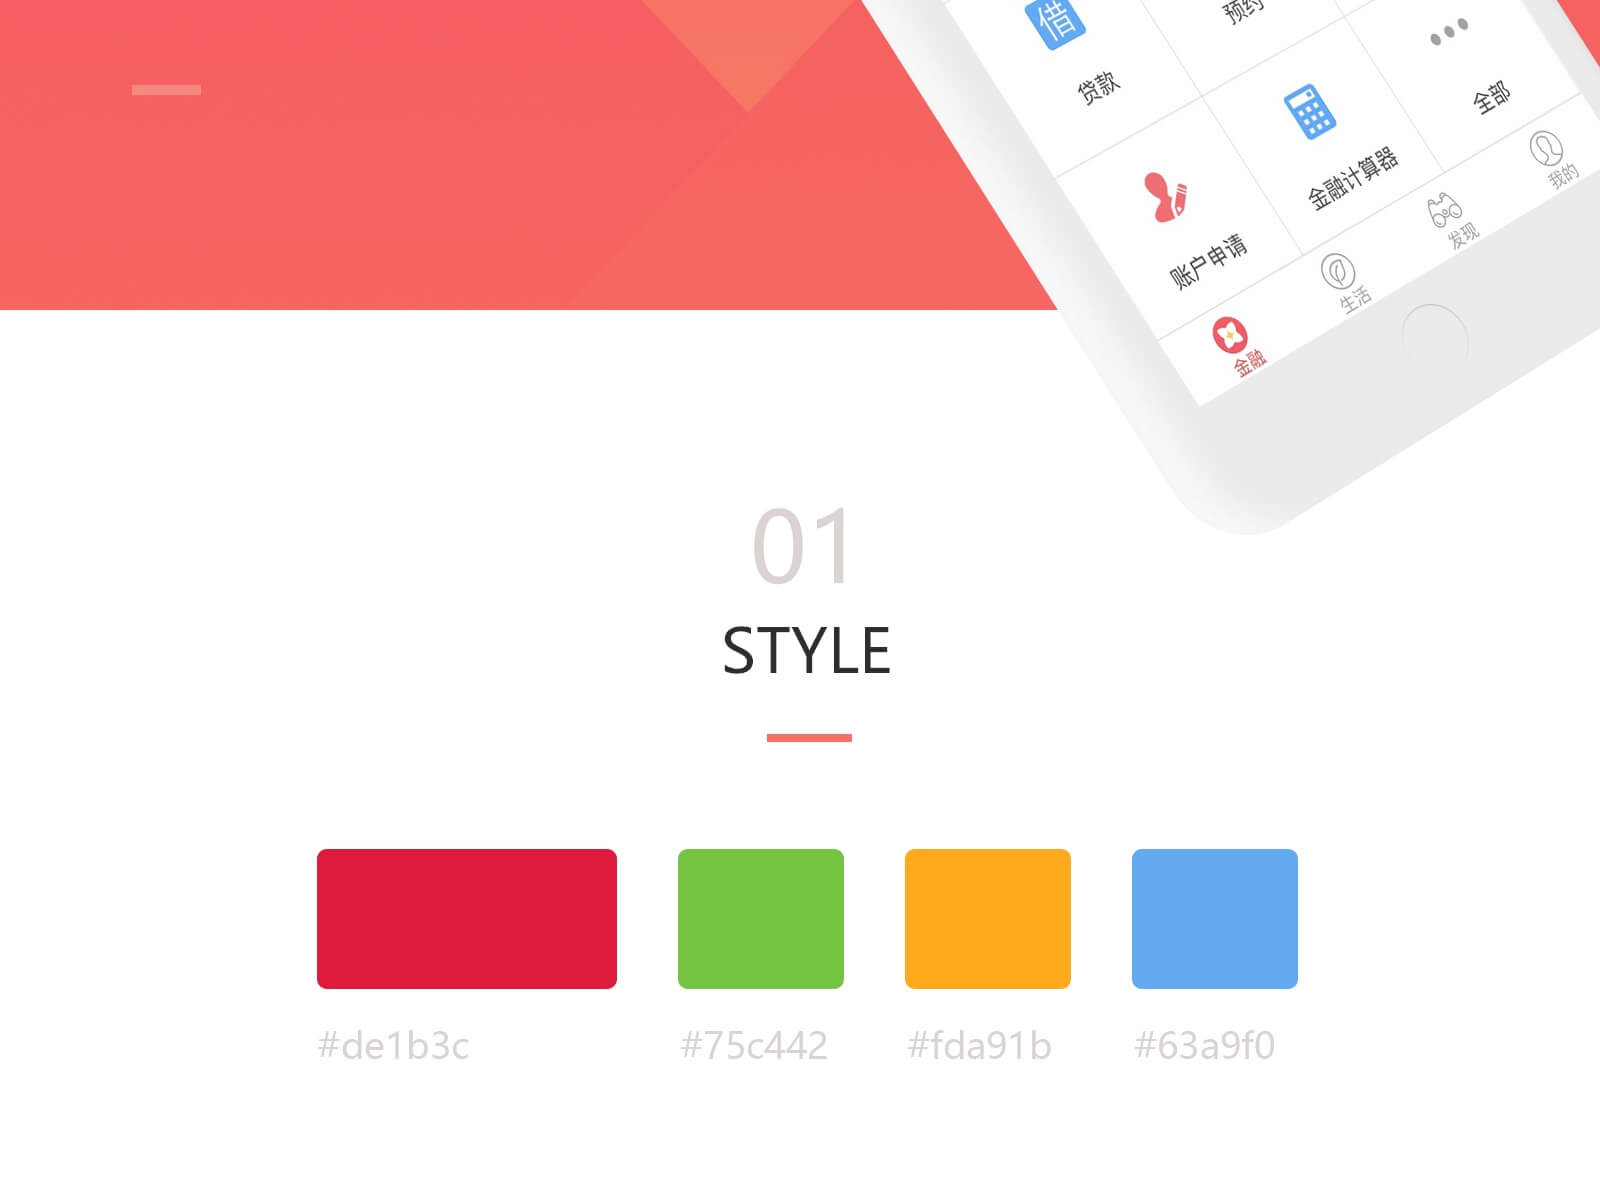 借
预约
贷款
全部
金融计算器
账户申请
我的
发现
生活
金融
01
STYLE
#de1b3c
#75c442
#fda91b
#63a9f0